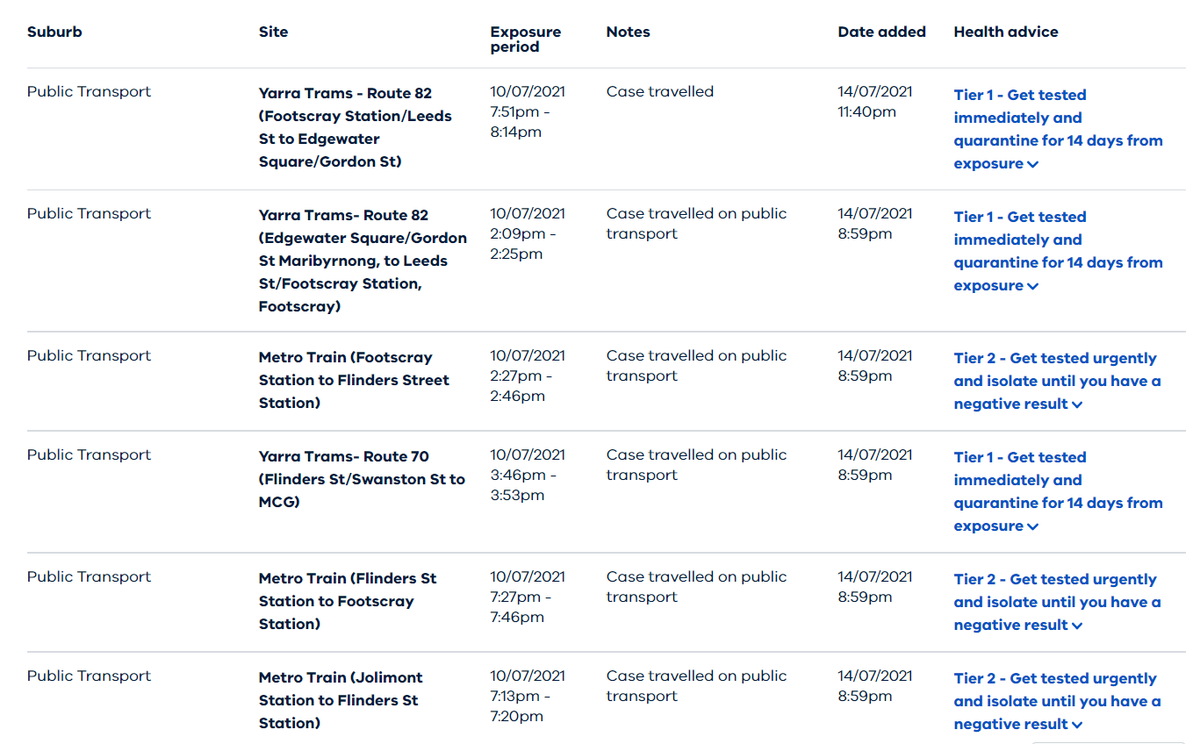 Suburb Site Exposure period Notes Date added Health advice
Public Transport
Yarra Trams - Route 82
(Footscray Station/Leeds
St to Edgewater
Square/Gordon St)
10/07/2021
7:51pm -
8:14pm
Case travelled
14/07/2021
11:40pm
Tier 1 - Get tested
immediately and
quarantine for 14 days from
exposure
Public Transport
Yarra Trams- Route 82
(Edgewater Square/Gordon
St Maribyrnong, to Leeds
St/Footscray Station,
Footscray)
10/07/2021
2:09pm -
2:25pm
Case travelled on public
transport
14/07/2021
8:59pm
Tier 1 - Get tested
immediately and
quarantine for 14 days from
exposure
Public Transport
Metro Train (Footscray
Station to Flinders Street
Station)
10/07/2021
2:27pm -
2:46pm
Case travelled on public
transport
14/07/2021
8:59pm
Tier 2 - Get tested urgently
and isolate until you have a
negative result
Public Transport
Yarra Trams- Route 70
(Flinders St/Swanston St to
MCG)
10/07/2021
3:46pm -
3:53pm
Case travelled on public
transport
14/07/2021
8:59pm
Tier 1 - Get tested
immediately and
quarantine for 14 days from
exposure
Public Transport
Metro Train (Flinders St
Station to Footscray
Station)
10/07/2021
7:27pm -
7:46pm
Case travelled on public
transport
14/07/2021
8:59pm
Tier 2 - Get tested urgently
and isolate until you have a
negative result
Public Transport
Metro Train (Jolimont
Station to Flinders St
Station)
10/07/2021
7:13pm -
7:20pm
Case travelled on public
transport
14/07/2021
8:59pm
Tier 2 - Get tested urgently
and isolate until you have a
negative result